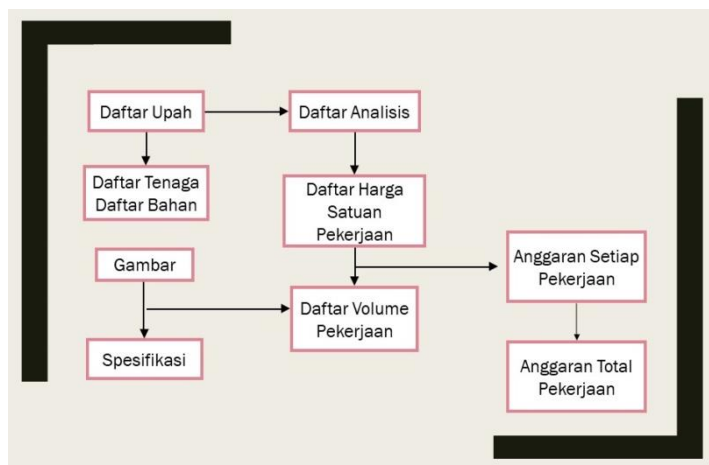 Daftar Upah
Daftar Analisis
Daftar Tenaga
Daftar Bahan
Daftar Harga
Satuan
Pekerjaan
Gambar
Anggaran Setiap
Pekerjaan
Daftar Volume
Pekerjaan
Spesifikasi
Anggaran Total
Pekerjaan